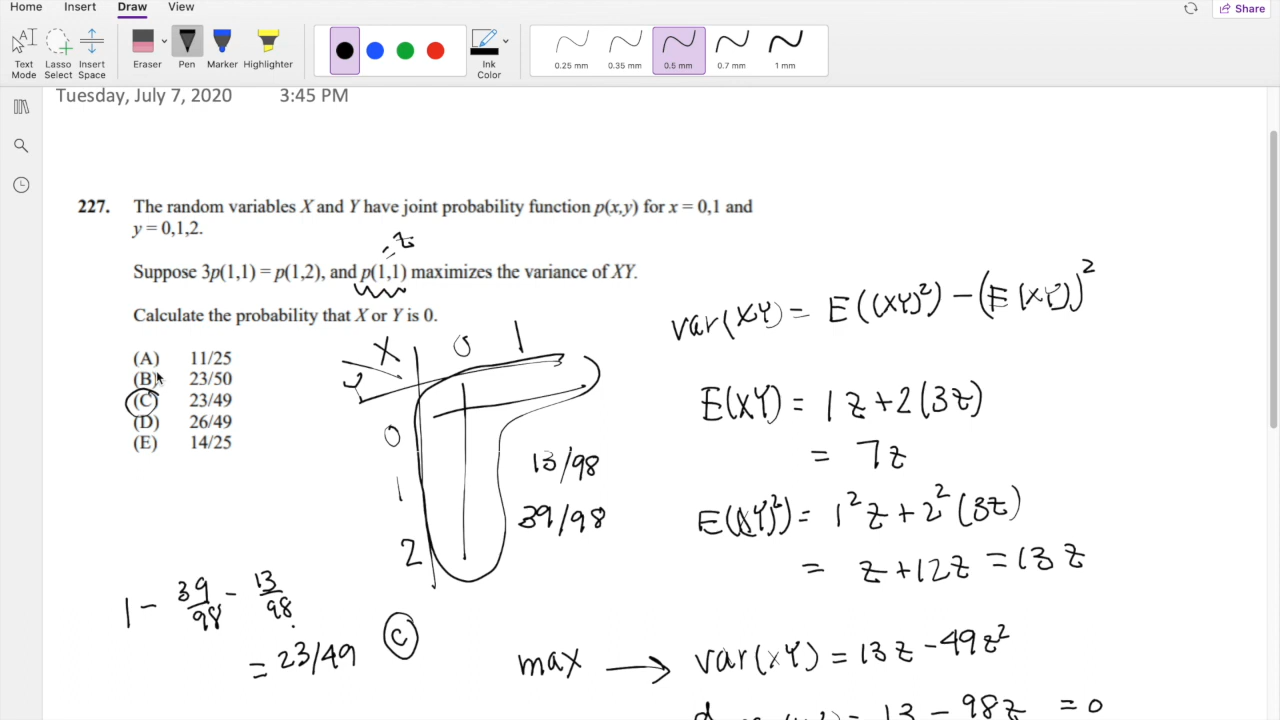 Home Insert Draw View Share
Text Mode
Lasso Select
Insert Space
Eraser
Pen
Marker
Highlighter
Ink Color
0.25 mm
0.35 mm
0.5 mm
0.7 mm
1 mm
Tuesday, July 7, 2020 3:45 PM
227. The random variables X and Y have joint probability function p(x,y) for x = 0,1 and
y = 0,1,2.
= z
Suppose 3p(1,1) = p(1,2), and p(1,1) maximizes the variance of XY.
Calculate the probability that X or Y is 0.
(A) 11/25
(B) 23/50
(C) 23/49
(D) 26/49
(E) 14/25
X 0 1
Y
0
1 13/98
2 39/98
1 - 39/98 - 13/98
= 23/49 C
var(XY) = E((XY)²) - (E(XY))²
E(XY) = 1z + 2(3z)
= 7z
E((XY)²) = 1²z + 2²(3z)
= z + 12z = 13z
max → var(XY) = 13z - 49z²
= 13 - 98z = 0